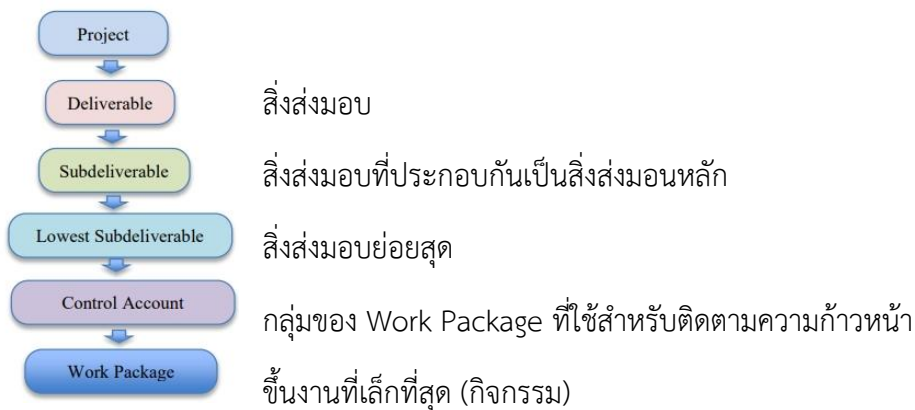 Project
Deliverable สิ่งส่งมอบ
Subdeliverable สิ่งส่งมอบที่ประกอบกันเป็นสิ่งส่งมอนหลัก
Lowest Subdeliverable สิ่งส่งมอบย่อยสุด
Control Account กลุ่มของ Work Package ที่ใช้สำหรับติดตามความก้าวหน้า
Work Package ขึ้นงานที่เล็กที่สุด (กิจกรรม)